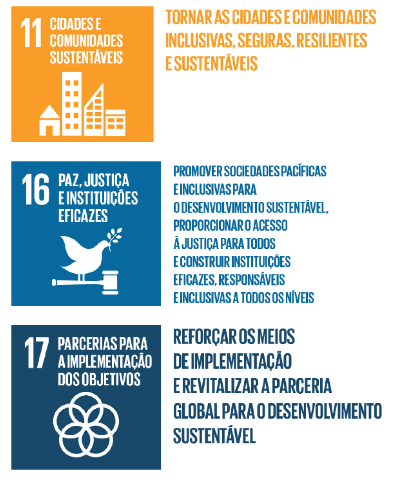 11 CIDADES E
COMUNIDADES
SUSTENTÁVEIS
TORNAR AS CIDADES E COMUNIDADES
INCLUSIVAS, SEGURAS, RESILIENTES
E SUSTENTÁVEIS
16 PAZ, JUSTIÇA
E INSTITUIÇÕES
EFICAZES
PROMOVER SOCIEDADES PACÍFICAS
E INCLUSIVAS PARA
O DESENVOLVIMENTO SUSTENTÁVEL,
PROPORCIONAR O ACESSO
À JUSTIÇA PARA TODOS
E CONSTRUIR INSTITUIÇÕES
EFICAZES, RESPONSÁVEIS
E INCLUSIVAS A TODOS OS NÍVEIS
17 PARCERIAS PARA
A IMPLEMENTAÇÃO
DOS OBJETIVOS
REFORÇAR OS MEIOS
DE IMPLEMENTAÇÃO
E REVITALIZAR A PARCERIA
GLOBAL PARA O DESENVOLVIMENTO
SUSTENTÁVEL